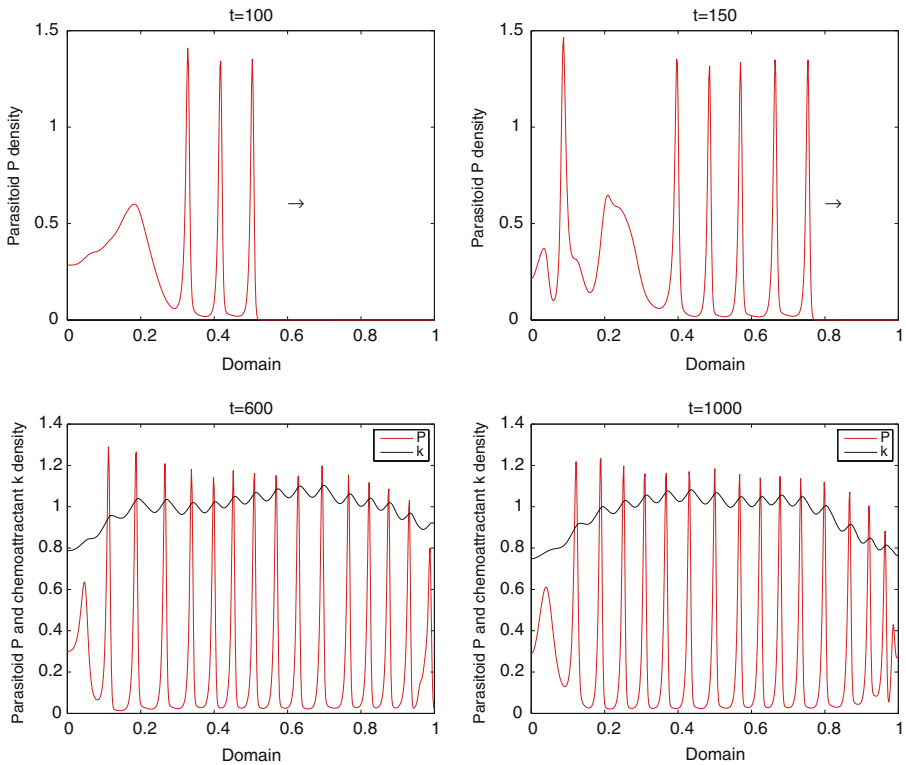 t=100
Parasitoid P density
1.5
1
0.5
0
0 0.2 0.4 0.6 0.8 1
Domain
→
t=150
Parasitoid P density
1.5
1
0.5
0
0 0.2 0.4 0.6 0.8 1
Domain
→
t=600
Parasitoid P and chemoattractant k density
1.4
1.2
1.0
0.8
0.6
0.4
0.2
0
0 0.2 0.4 0.6 0.8 1
Domain
P
k
t=1000
Parasitoid P and chemoattractant k density
1.4
1.2
1.0
0.8
0.6
0.4
0.2
0
0 0.2 0.4 0.6 0.8 1
Domain
P
k